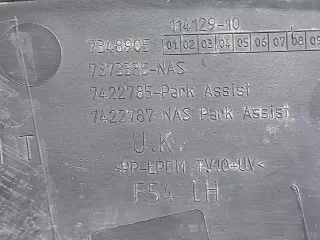 114129-10
7348905 01 02 03 04 05 06 07 08 09
7373585-NAS
7422785-Park Assist
7422787-NAS Park Assist
U.K.
>PP-EPDM TV10+UV<
F54 LH
T